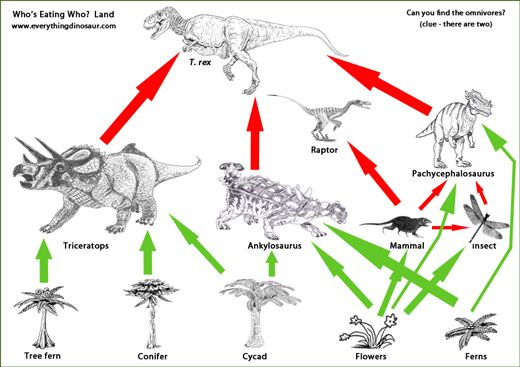 Who's Eating Who?  Land
www.everythingdinosaur.com
Can you find the omnivores?
(clue - there are two)
T. rex
Raptor
Pachycephalosaurus
Triceratops
Ankylosaurus
Mammal
Insect
Tree fern
Conifer
Cycad
Flowers
Ferns